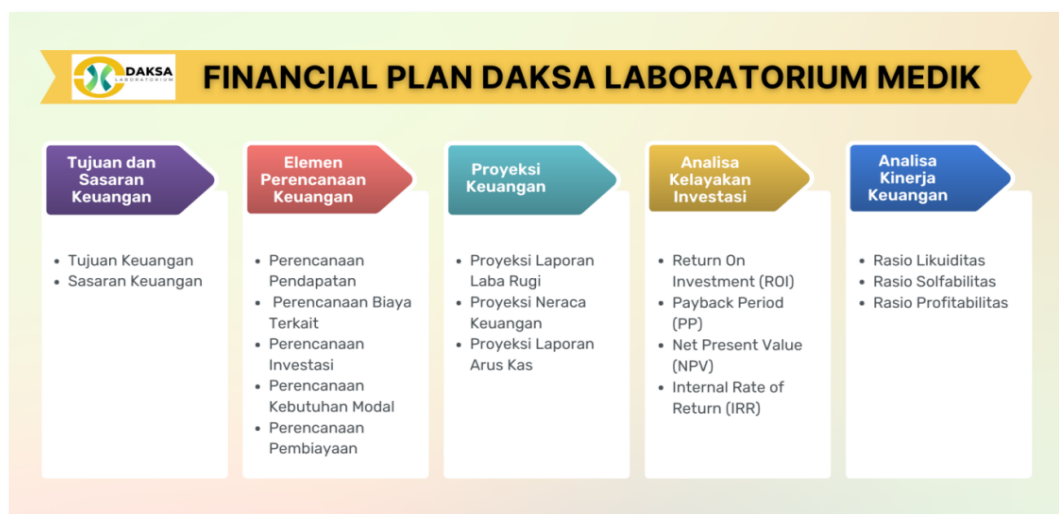 DAKSA
LABORATORIUM
FINANCIAL PLAN DAKSA LABORATORIUM MEDIK
Tujuan dan
Sasaran
Keuangan
• Tujuan Keuangan
• Sasaran Keuangan
Elemen
Perencanaan
Keuangan
• Perencanaan
Pendapatan
• Perencanaan Biaya
Terkait
• Perencanaan
Investasi
• Perencanaan
Kebutuhan Modal
• Perencanaan
Pembiayaan
Proyeksi
Keuangan
• Proyeksi Laporan
Laba Rugi
• Proyeksi Neraca
Keuangan
• Proyeksi Laporan
Arus Kas
Analisa
Kelayakan
Investasi
• Return On
Investment (ROI)
• Payback Period
(PP)
• Net Present Value
(NPV)
• Internal Rate of
Return (IRR)
Analisa
Kinerja
Keuangan
• Rasio Likuiditas
• Rasio Solfabilitas
• Rasio Profitabilitas